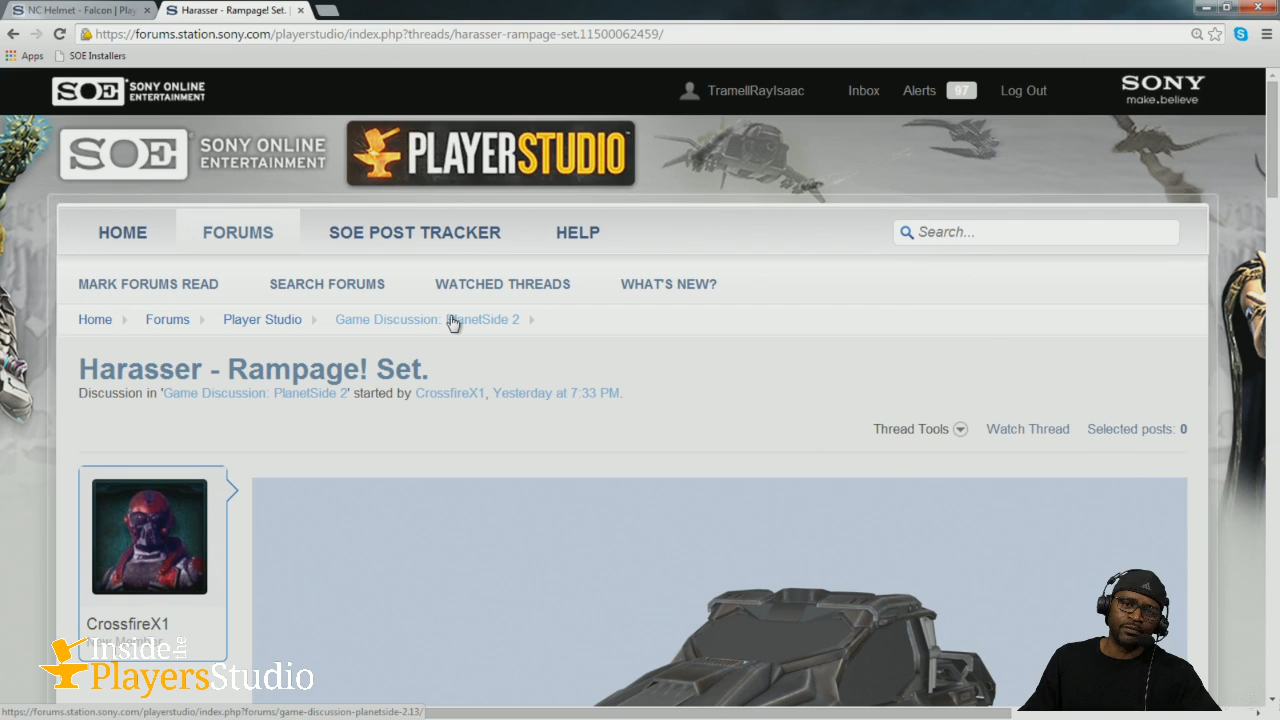 NC Helmet - Falcon | Play
Harasser - Rampage! Set. |
https://forums.station.sony.com/playerstudio/index.php?threads/harasser-rampage-set.11500062459/
Apps
SOE Installers
SOE SONY ONLINE ENTERTAINMENT
TramellRayIsaac
Inbox
Alerts 97
Log Out
SONY
make.believe
SOE SONY ONLINE ENTERTAINMENT
PLAYERSTUDIO
HOME
FORUMS
SOE POST TRACKER
HELP
Search...
MARK FORUMS READ
SEARCH FORUMS
WATCHED THREADS
WHAT'S NEW?
Home
Forums
Player Studio
Game Discussion: PlanetSide 2
Harasser - Rampage! Set.
Discussion in 'Game Discussion: PlanetSide 2' started by CrossfireX1, Yesterday at 7:33 PM.
Thread Tools
Watch Thread
Selected posts: 0
CrossfireX1
New Member
Inside the
PlayersStudio
https://forums.station.sony.com/playerstudio/index.php?forums/game-discussion-planetside-2.13/